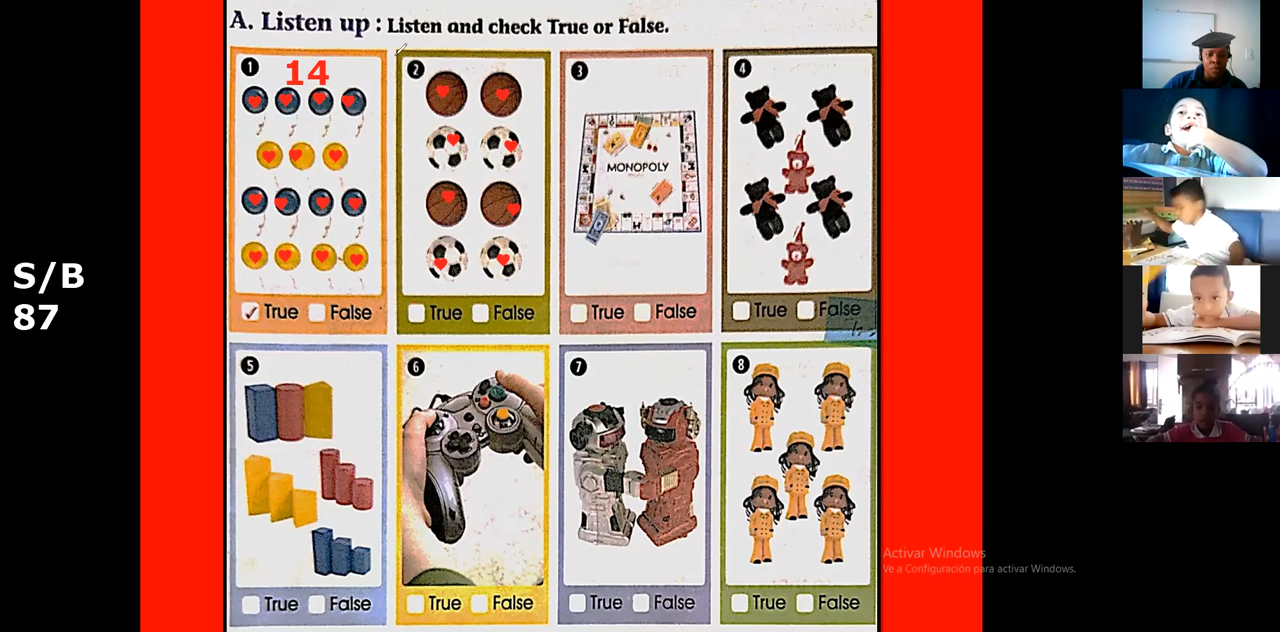 A. Listen up : Listen and check True or False.
1
14
2
3
4
MONOPOLY
S/B
87
True False
True False
True False
True False
5
6
7
8
Activar Windows
Ve a Configuración para activar Windows.
True False
True False
True False
True False